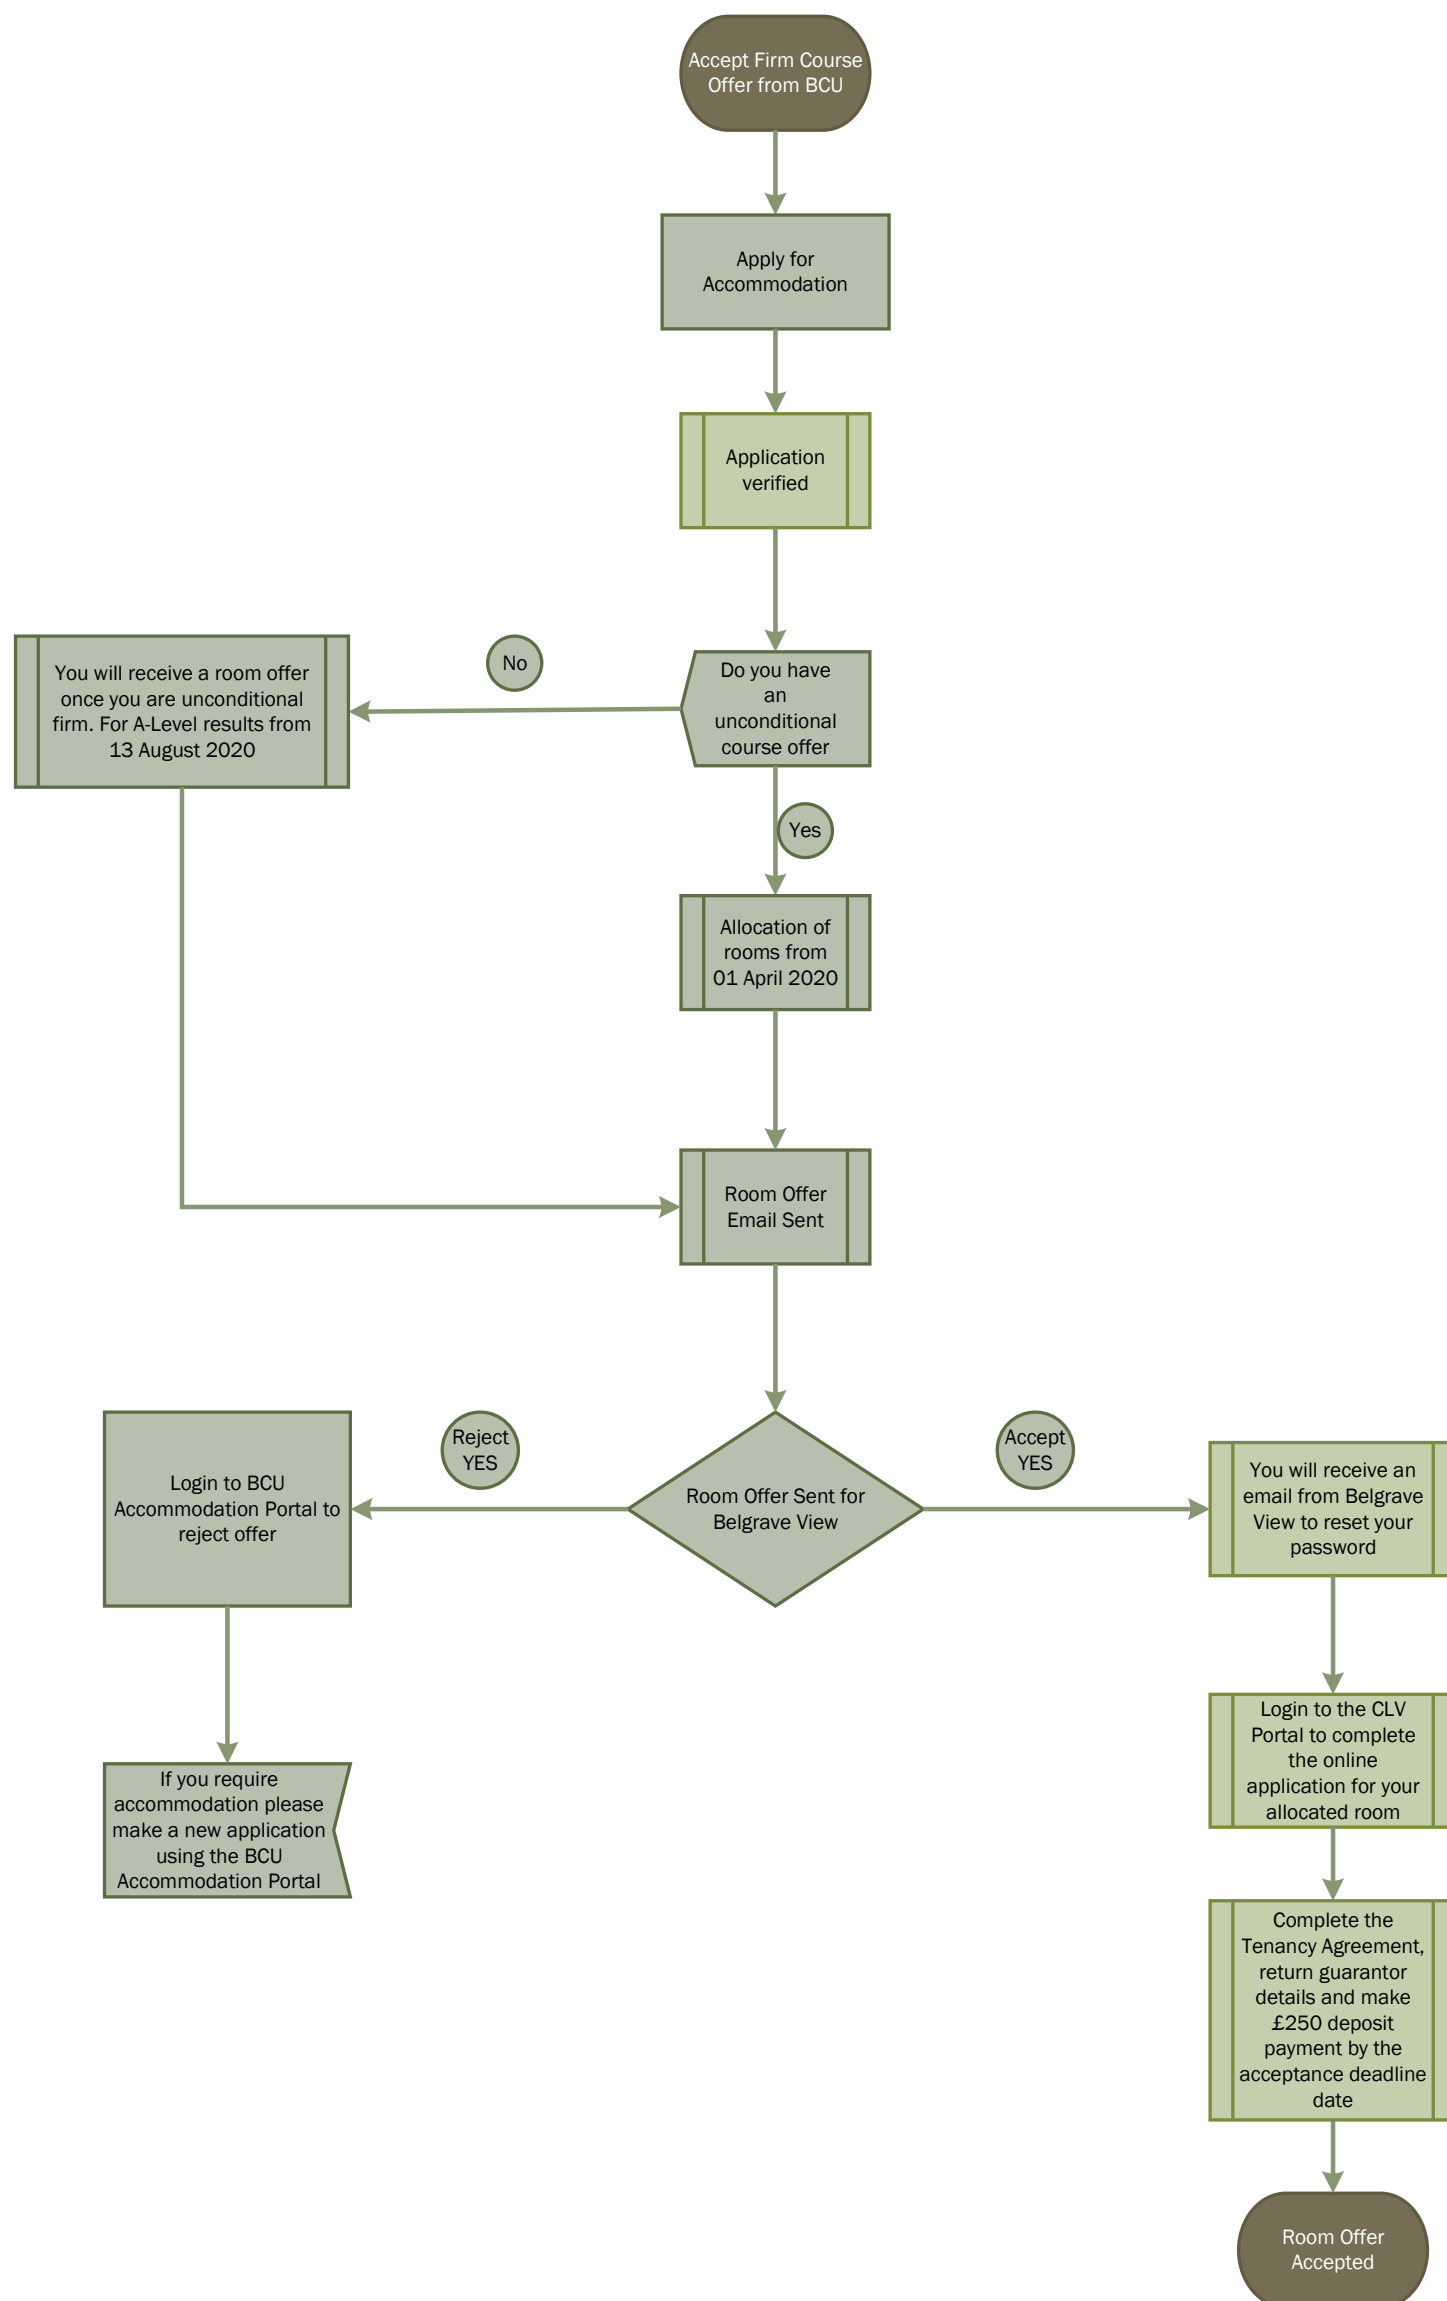 Accept Firm Course
Offer from BCU
Apply for
Accommodation
Application
verified
Do you have
an
unconditional
course offer
No
You will receive a room offer
once you are unconditional
firm. For A-Level results from
13 August 2020
Yes
Allocation of
rooms from
01 April 2020
Room Offer
Email Sent
Room Offer Sent for
Belgrave View
Reject
YES
Login to BCU
Accommodation Portal to
reject offer
If you require
accommodation please
make a new application
using the BCU
Accommodation Portal
Accept
YES
You will receive an
email from Belgrave
View to reset your
password
Login to the CLV
Portal to complete
the online
application for your
allocated room
Complete the
Tenancy Agreement,
return guarantor
details and make
£250 deposit
payment by the
acceptance deadline
date
Room Offer
Accepted